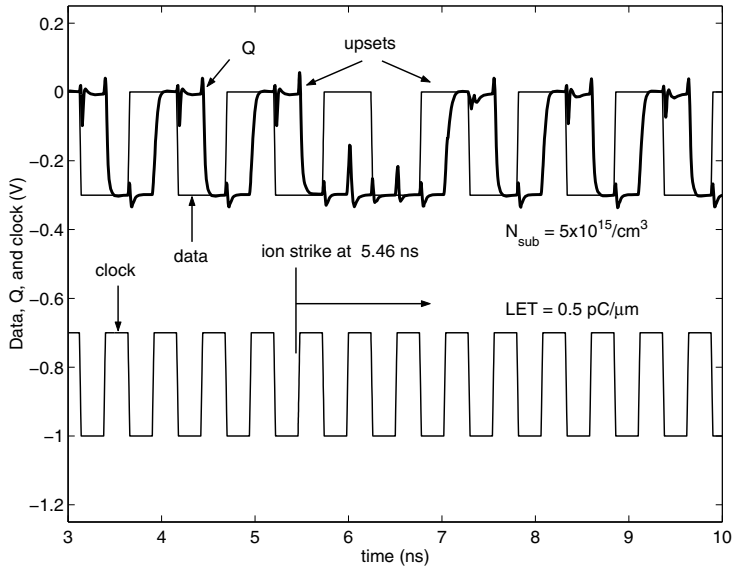 0.2
0
−0.2
−0.4
−0.6
−0.8
−1
−1.2
Data, Q, and clock (V)
Q
upsets
data
clock
ion strike at 5.46 ns
N_sub = 5x10^15/cm^3
LET = 0.5 pC/μm
3 4 5 6 7 8 9 10
time (ns)